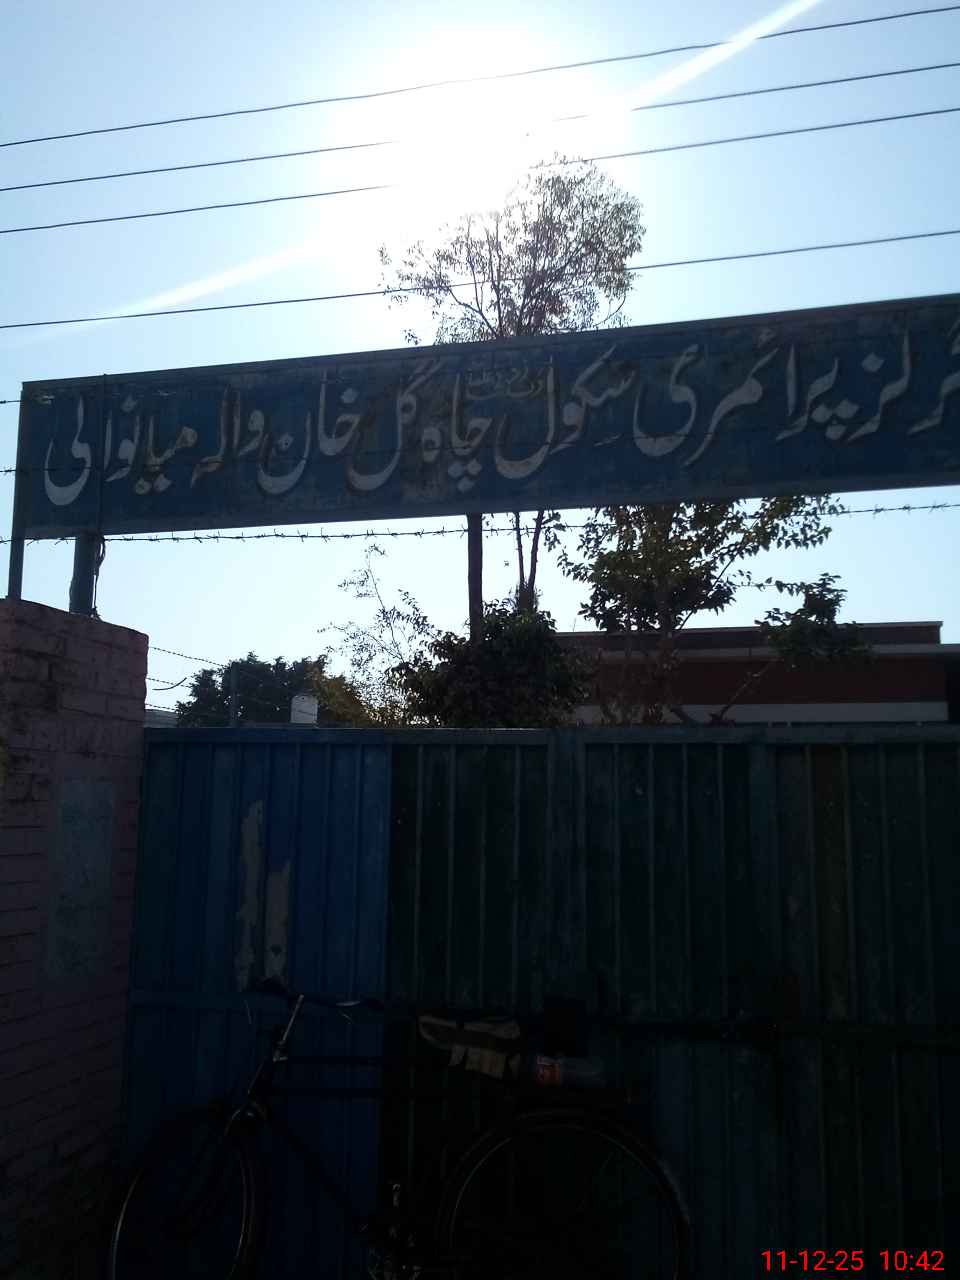 گرلز پرائمری سکول چاہ گل خان والہ میانوالی
11-12-25 10:42